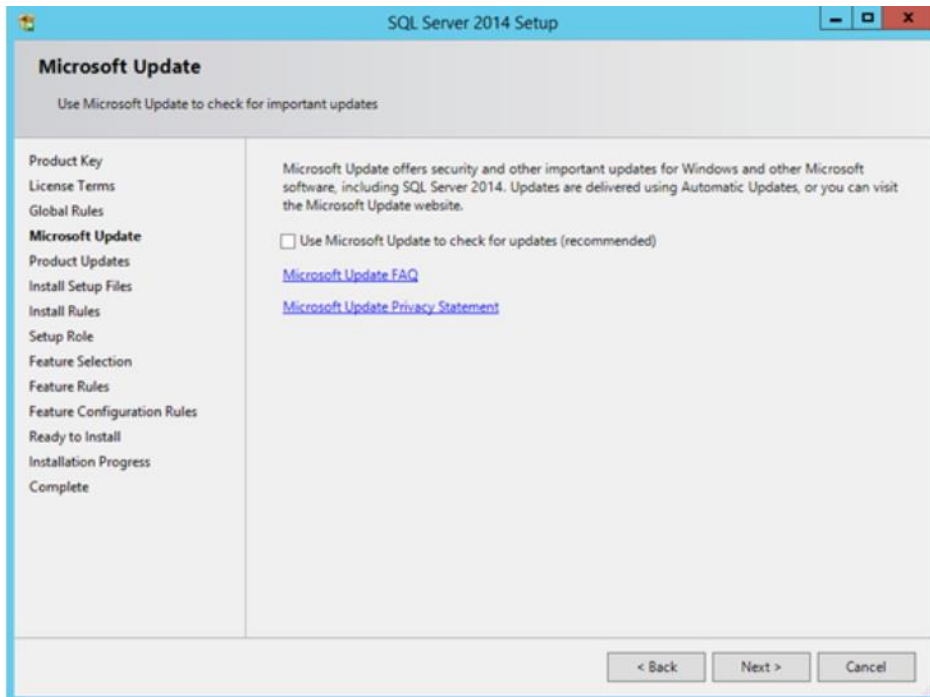 SQL Server 2014 Setup
Microsoft Update
Use Microsoft Update to check for important updates
Product Key
License Terms
Global Rules
Microsoft Update
Product Updates
Install Setup Files
Install Rules
Setup Role
Feature Selection
Feature Rules
Feature Configuration Rules
Ready to Install
Installation Progress
Complete
Microsoft Update offers security and other important updates for Windows and other Microsoft
software, including SQL Server 2014. Updates are delivered using Automatic Updates, or you can visit
the Microsoft Update website.
Use Microsoft Update to check for updates (recommended)
Microsoft Update FAQ
Microsoft Update Privacy Statement
< Back
Next >
Cancel